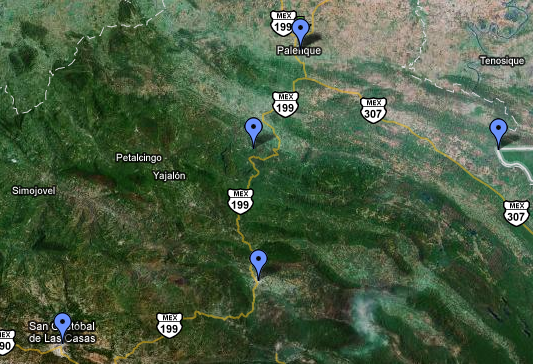 MEX
199
Palenque
Tenosique
MEX
199
MEX
307
Petalcingo
Yajalón
Simojovel
MEX
199
MEX
307
MEX
199
San Cristóbal
de Las Casas
90